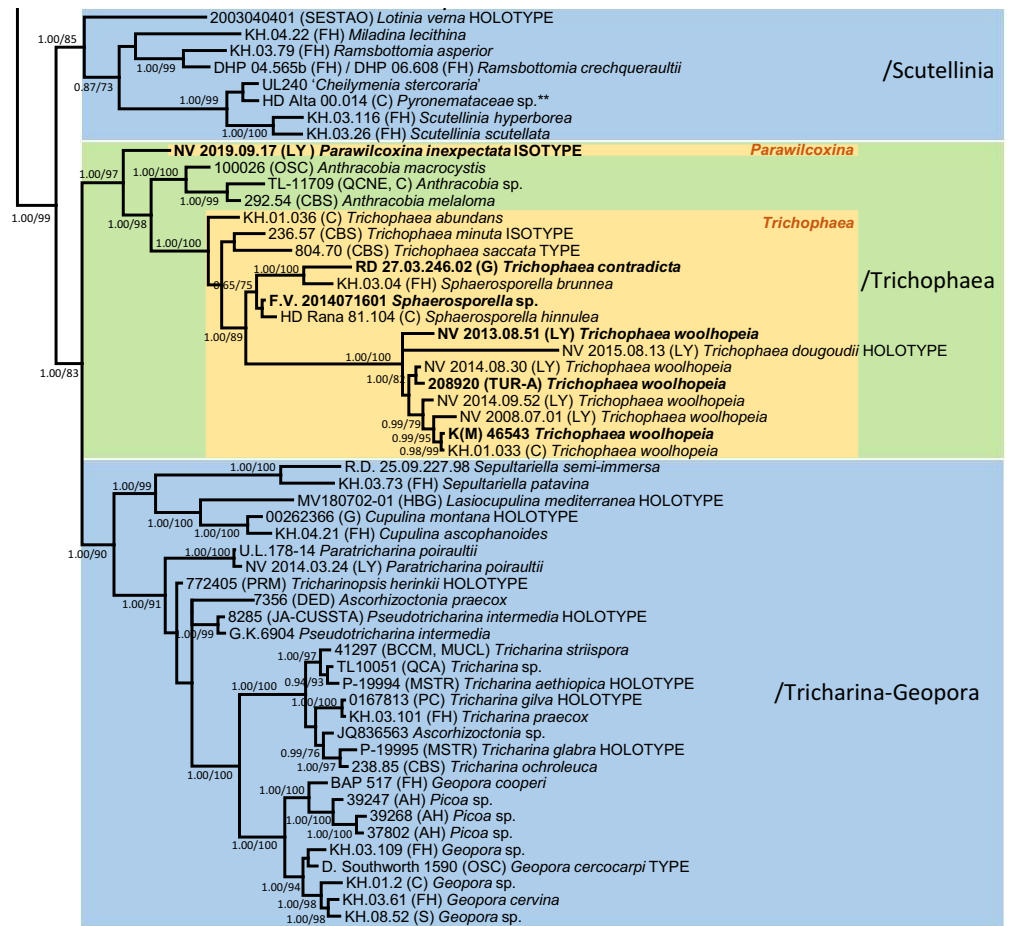 2003040401 (SESTAO) Lotinia verna HOLOTYPE
1.00/85
KH.04.22 (FH) Miladina lecithina
KH.03.79 (FH) Ramsbottomia asperior
1.00/99
DHP 04.565b (FH) / DHP 06.608 (FH) Ramsbottomia crechqueraultii
/Scutellinia
0.87/73
UL240 ‘Cheilymenia stercoraria’
1.00/99
HD Alta 00.014 (C) Pyronemataceae sp.**
KH.03.116 (FH) Scutellinia hyperborea
1.00/100
KH.03.26 (FH) Scutellinia scutellata
NV 2019.09.17 (LY ) Parawilcoxina inexpectata ISOTYPE
Parawilcoxina
1.00/97
1.00/100
100026 (OSC) Anthracobia macrocystis
TL-11709 (QCNE, C) Anthracobia sp.
1.00/99
292.54 (CBS) Anthracobia melaloma
1.00/99
1.00/98
KH.01.036 (C) Trichophaea abundans
Trichophaea
236.57 (CBS) Trichophaea minuta ISOTYPE
1.00/100
804.70 (CBS) Trichophaea saccata TYPE
1.00/100
RD 27.03.246.02 (G) Trichophaea contradicta
/Trichophaea
0.65/75
KH.03.04 (FH) Sphaerosporella brunnea
F.V. 2014071601 Sphaerosporella sp.
HD Rana 81.104 (C) Sphaerosporella hinnulea
1.00/89
NV 2013.08.51 (LY) Trichophaea woolhopeia
NV 2015.08.13 (LY) Trichophaea dougoudii HOLOTYPE
1.00/100
1.00/83
NV 2014.08.30 (LY) Trichophaea woolhopeia
208920 (TUR-A) Trichophaea woolhopeia
NV 2014.09.52 (LY) Trichophaea woolhopeia
NV 2008.07.01 (LY) Trichophaea woolhopeia
0.99/79
K(M) 46543 Trichophaea woolhopeia
0.99/95
KH.01.033 (C) Trichophaea woolhopeia
0.98/99
1.00/100
R.D. 25.09.227.98 Sepultariella semi-immersa
KH.03.73 (FH) Sepultariella patavina
1.00/99
MV180702-01 (HBG) Lasiocupulina mediterranea HOLOTYPE
00262366 (G) Cupulina montana HOLOTYPE
1.00/100
1.00/100
KH.04.21 (FH) Cupulina ascophanoides
1.00/90
1.00/100
U.L.178-14 Paratricharina poiraultii
NV 2014.03.24 (LY) Paratricharina poiraultii
772405 (PRM) Tricharinopsis herinkii HOLOTYPE
1.00/91
7356 (DED) Ascorhizoctonia praecox
8285 (JA-CUSSTA) Pseudotricharina intermedia HOLOTYPE
1.00/99
G.K.6904 Pseudotricharina intermedia
41297 (BCCM, MUCL) Tricharina striispora
1.00/97
TL10051 (QCA) Tricharina sp.
0.94/93
P-19994 (MSTR) Tricharina aethiopica HOLOTYPE
/Tricharina-Geopora
1.00/100
1.00/100
0167813 (PC) Tricharina gilva HOLOTYPE
KH.03.101 (FH) Tricharina praecox
JQ836563 Ascorhizoctonia sp.
0.99/76
P-19995 (MSTR) Tricharina glabra HOLOTYPE
1.00/97
238.85 (CBS) Tricharina ochroleuca
1.00/100
BAP 517 (FH) Geopora cooperi
1.00/100
39247 (AH) Picoa sp.
39268 (AH) Picoa sp.
1.00/100
1.00/100
37802 (AH) Picoa sp.
1.00/100
KH.03.109 (FH) Geopora sp.
D. Southworth 1590 (OSC) Geopora cercocarpi TYPE
1.00/94
KH.01.2 (C) Geopora sp.
KH.03.61 (FH) Geopora cervina
1.00/98
KH.08.52 (S) Geopora sp.
1.00/98